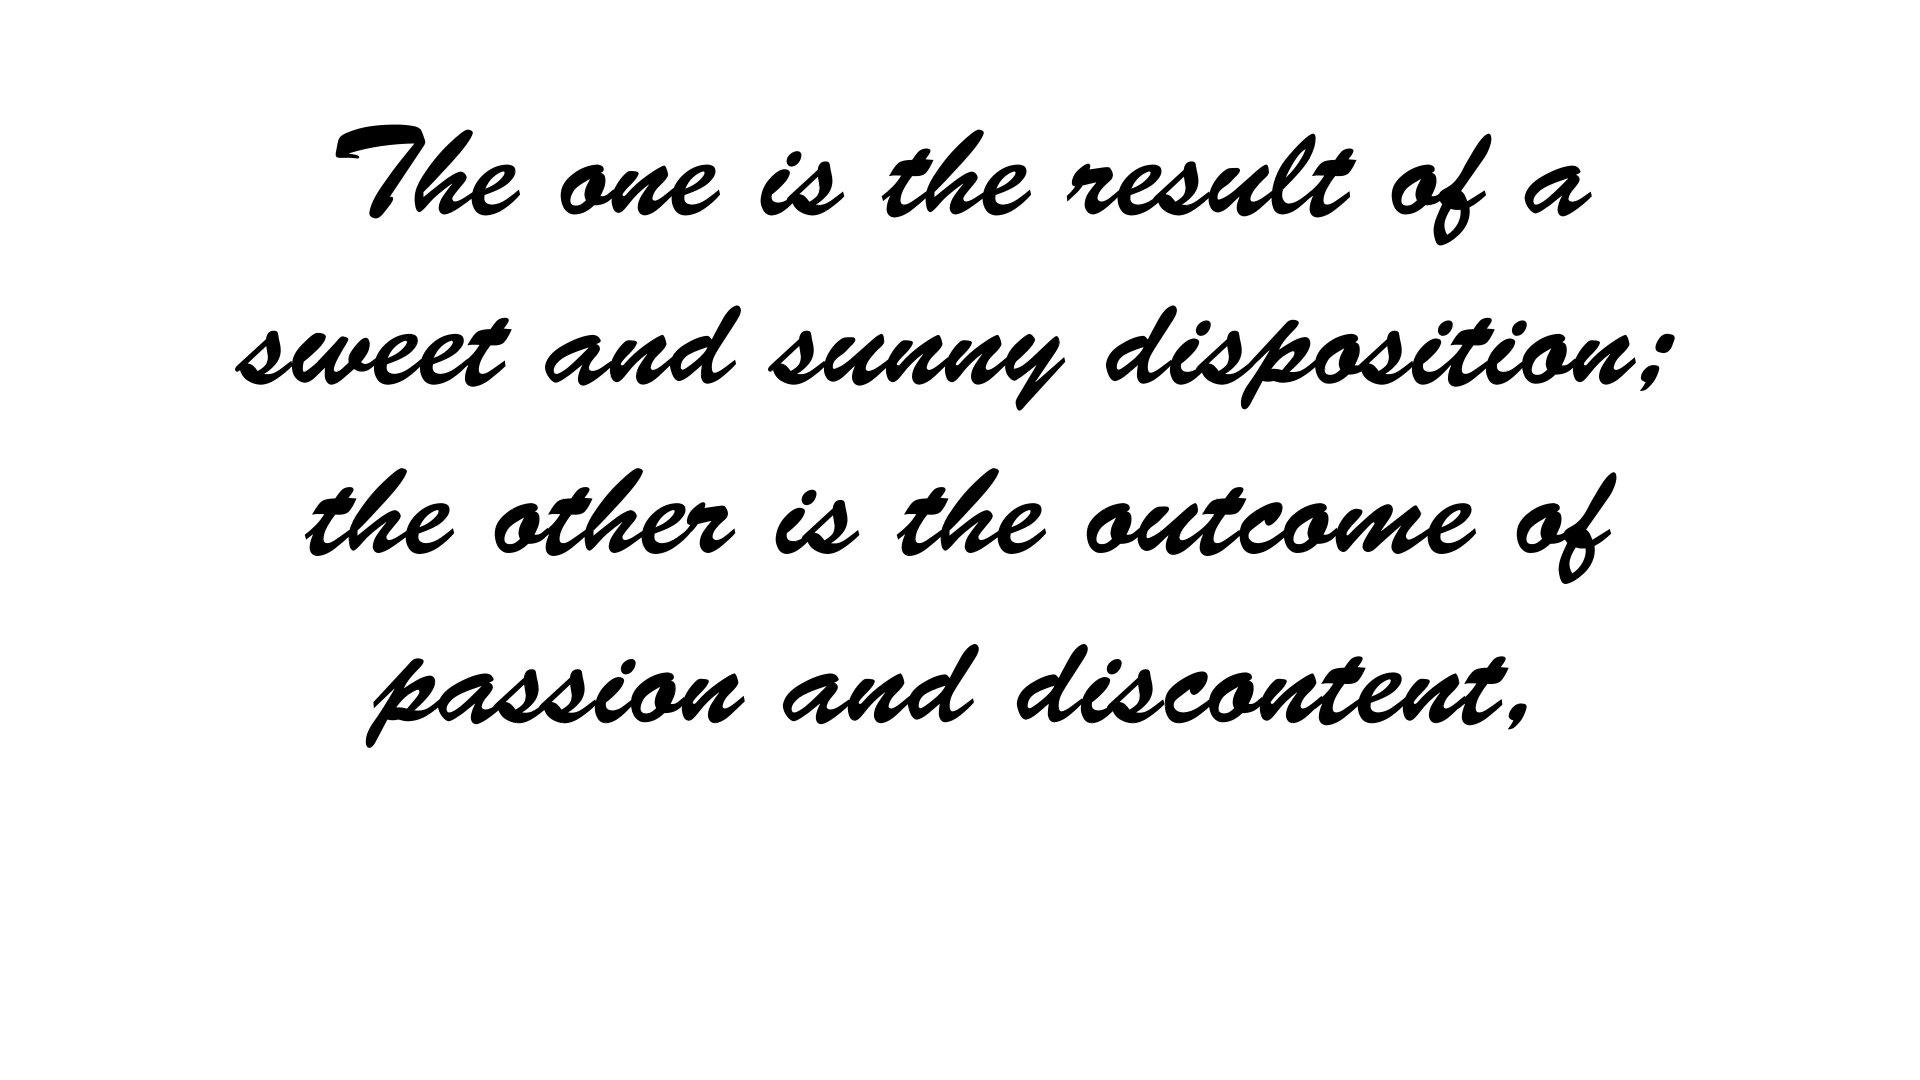 The one is the result of a
sweet and sunny disposition;
the other is the outcome of
passion and discontent,